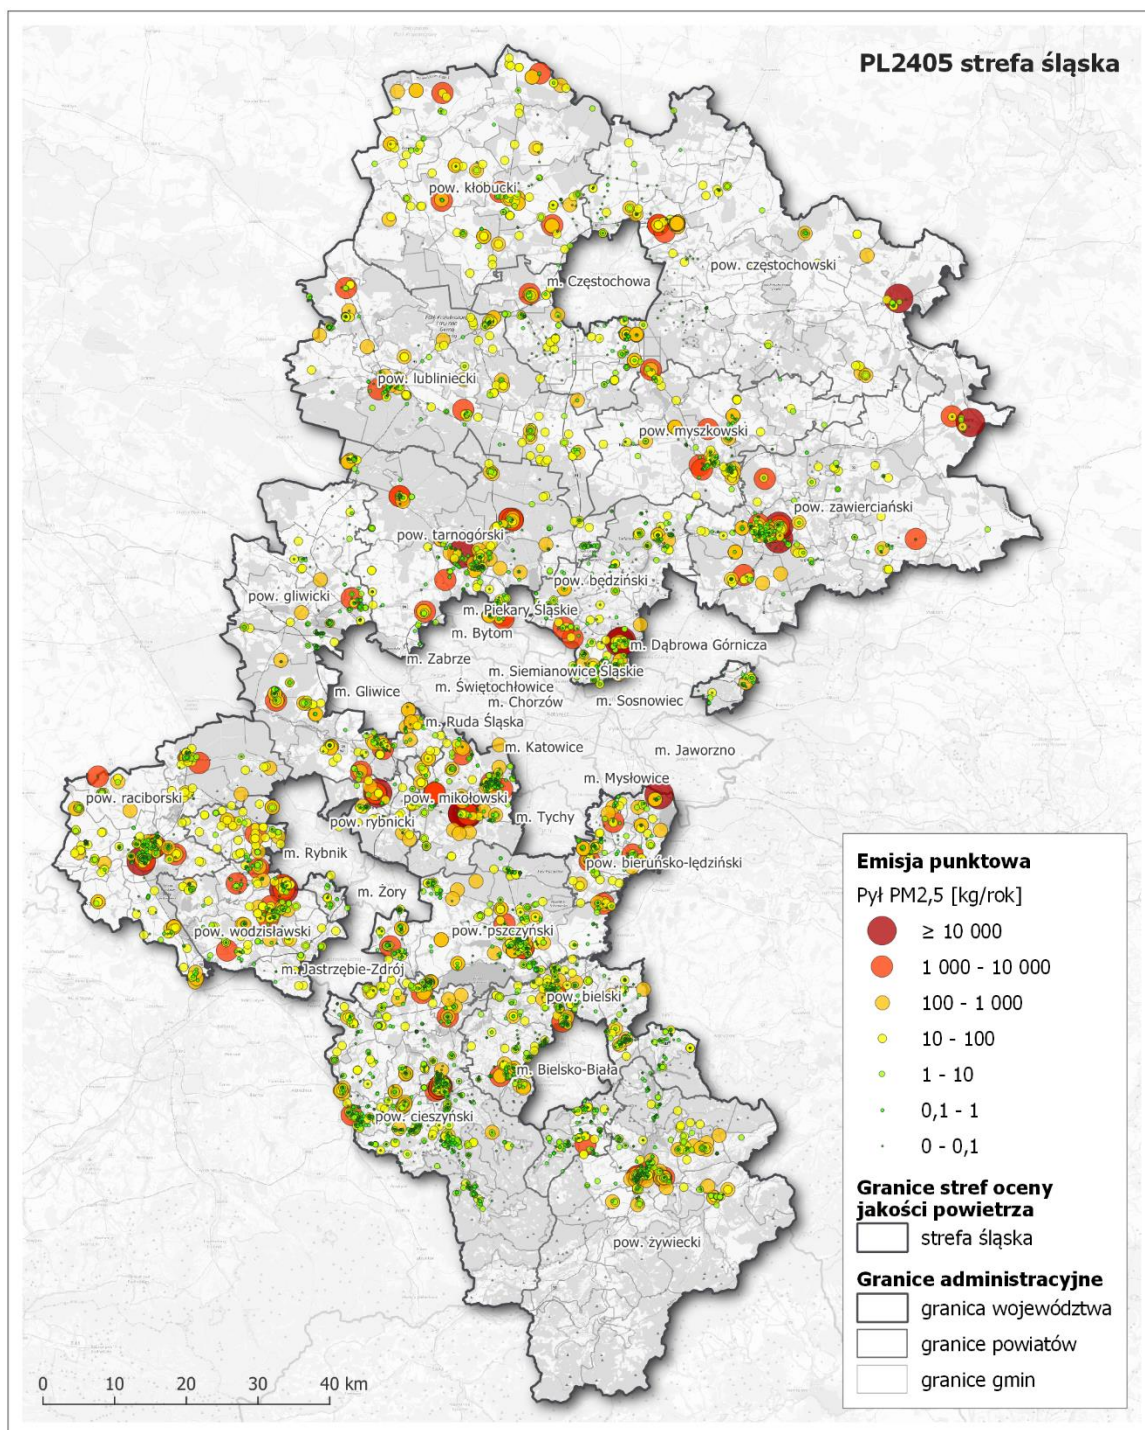 PL2405 strefa śląska
pow. kłobucki
pow. częstochowski
m. Częstochowa
pow. lubliniecki
pow. myszkowski
pow. zawierciański
pow. tarnogórski
pow. będziński
pow. gliwicki
m. Piekary Śląskie
m. Bytom
m. Dąbrowa Górnicza
m. Zabrze
m. Siemianowice Śląskie
m. Gliwice
m. Świętochłowice
m. Sosnowiec
m. Chorzów
m. Ruda Śląska
m. Katowice
m. Jaworzno
m. Mysłowice
pow. raciborski
pow. mikołowski
pow. rybnicki
m. Tychy
m. Rybnik
pow. bieruńsko-lędziński
m. Żory
pow. wodzisławski
pow. pszczyński
m. Jastrzębie-Zdrój
pow. bielski
m. Bielsko-Biała
pow. cieszyński
pow. żywiecki
Emisja punktowa
Pył PM2,5 [kg/rok]
≥ 10 000
1 000 - 10 000
100 - 1 000
10 - 100
1 - 10
0,1 - 1
0 - 0,1
Granice stref oceny
jakości powietrza
strefa śląska
Granice administracyjne
granica województwa
granice powiatów
granice gmin
0 10 20 30 40 km